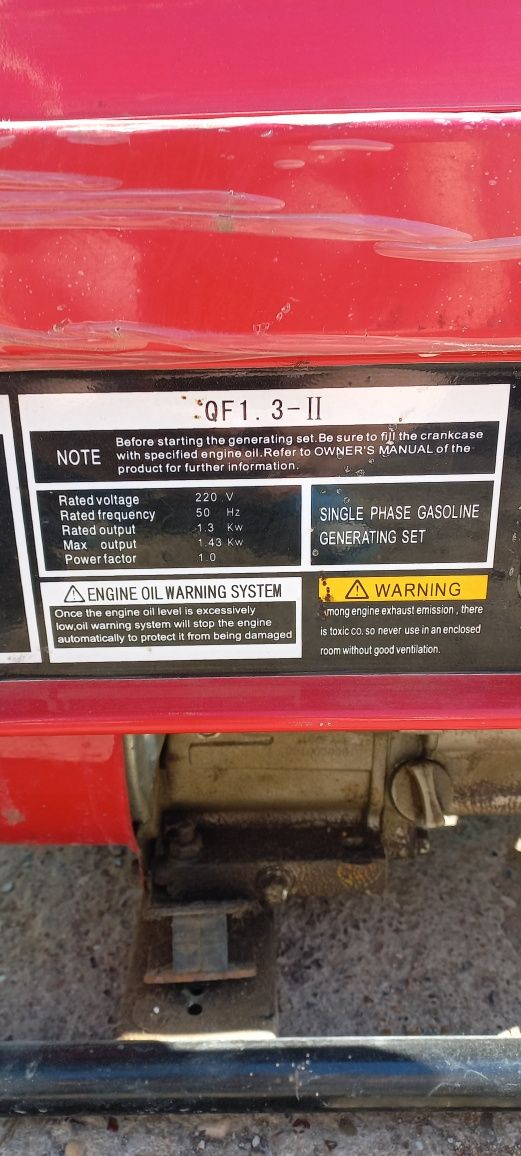 QF1.3-II
NOTE
Before starting the generating set.Be sure to fill the crankcase
with specified engine oil.Refer to OWNER'S MANUAL of the
product for further information.
Rated voltage 220 V
Rated frequency 50 Hz
Rated output 1.3 Kw
Max output 1.43 Kw
Power factor 1.0
SINGLE PHASE GASOLINE
GENERATING SET
ENGINE OIL WARNING SYSTEM
Once the engine oil level is excessively
low,oil warning system will stop the engine
automatically to protect it from being damaged
WARNING
Among engine exhaust emission , there
is toxic co. so never use in an enclosed
room without good ventilation.